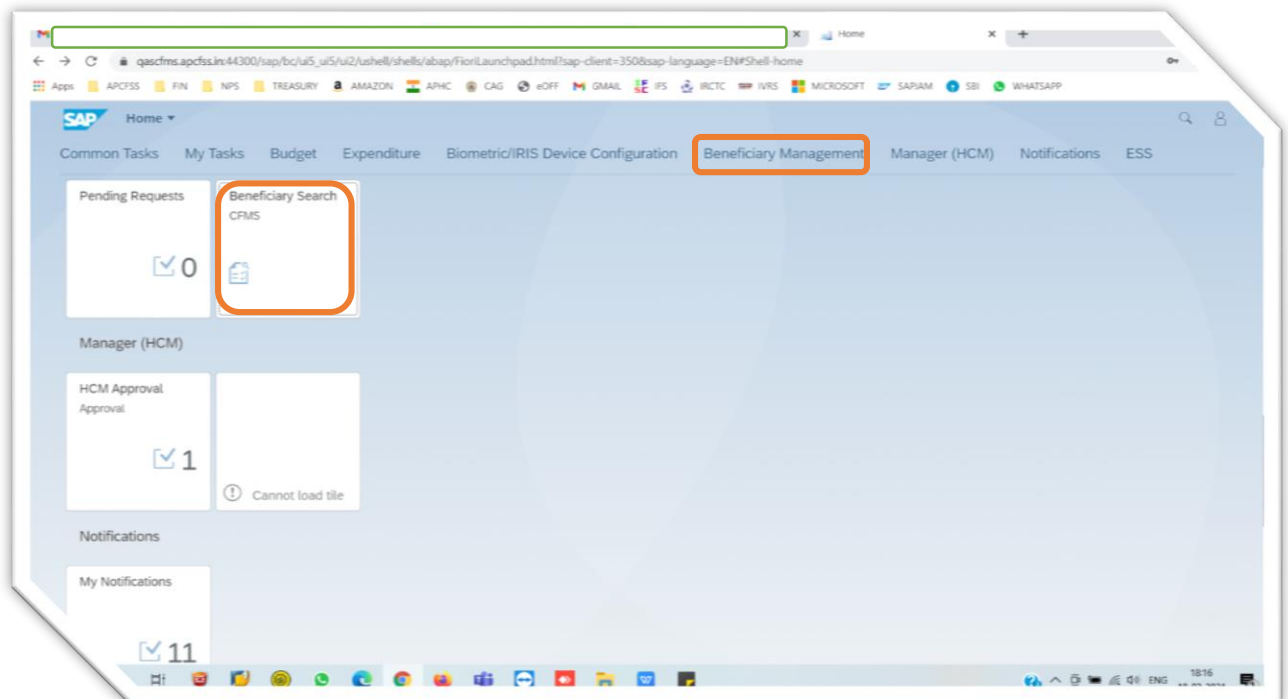 Home
qascfms.apcfss.in:44300/sap/bc/ui5_ui5/ui2/ushell/shells/abap/FioriLaunchpad.html?sap-client=350&sap-language=EN#Shell-home
Apps APCFSS FIN NPS TREASURY AMAZON APHC CAG eOFF GMAIL IFS IRCTC IVRS MICROSOFT SAPJAM SBI WHATSAPP
SAP Home
Common Tasks My Tasks Budget Expenditure Biometric/IRIS Device Configuration Beneficiary Management Manager (HCM) Notifications ESS
Pending Requests
0
Beneficiary Search
CFMS
Manager (HCM)
HCM Approval
Approval
1
Cannot load tile
Notifications
My Notifications
11
ENG
18:16